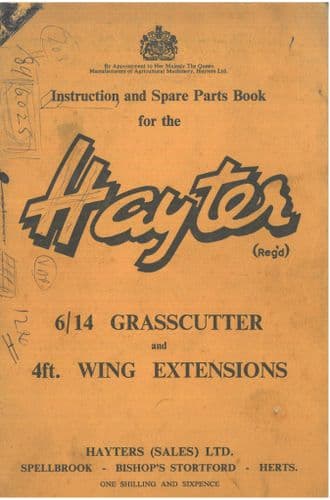 By Appointment to Her Majesty The Queen
Manufacturers of Agricultural Machinery, Hayters Ltd.
Instruction and Spare Parts Book
for the
Hayter
(Reg'd)
6/14 GRASSCUTTER
and
4ft. WING EXTENSIONS
HAYTERS (SALES) LTD.
SPELLBROOK - BISHOP'S STORTFORD - HERTS.
ONE SHILLING AND SIXPENCE